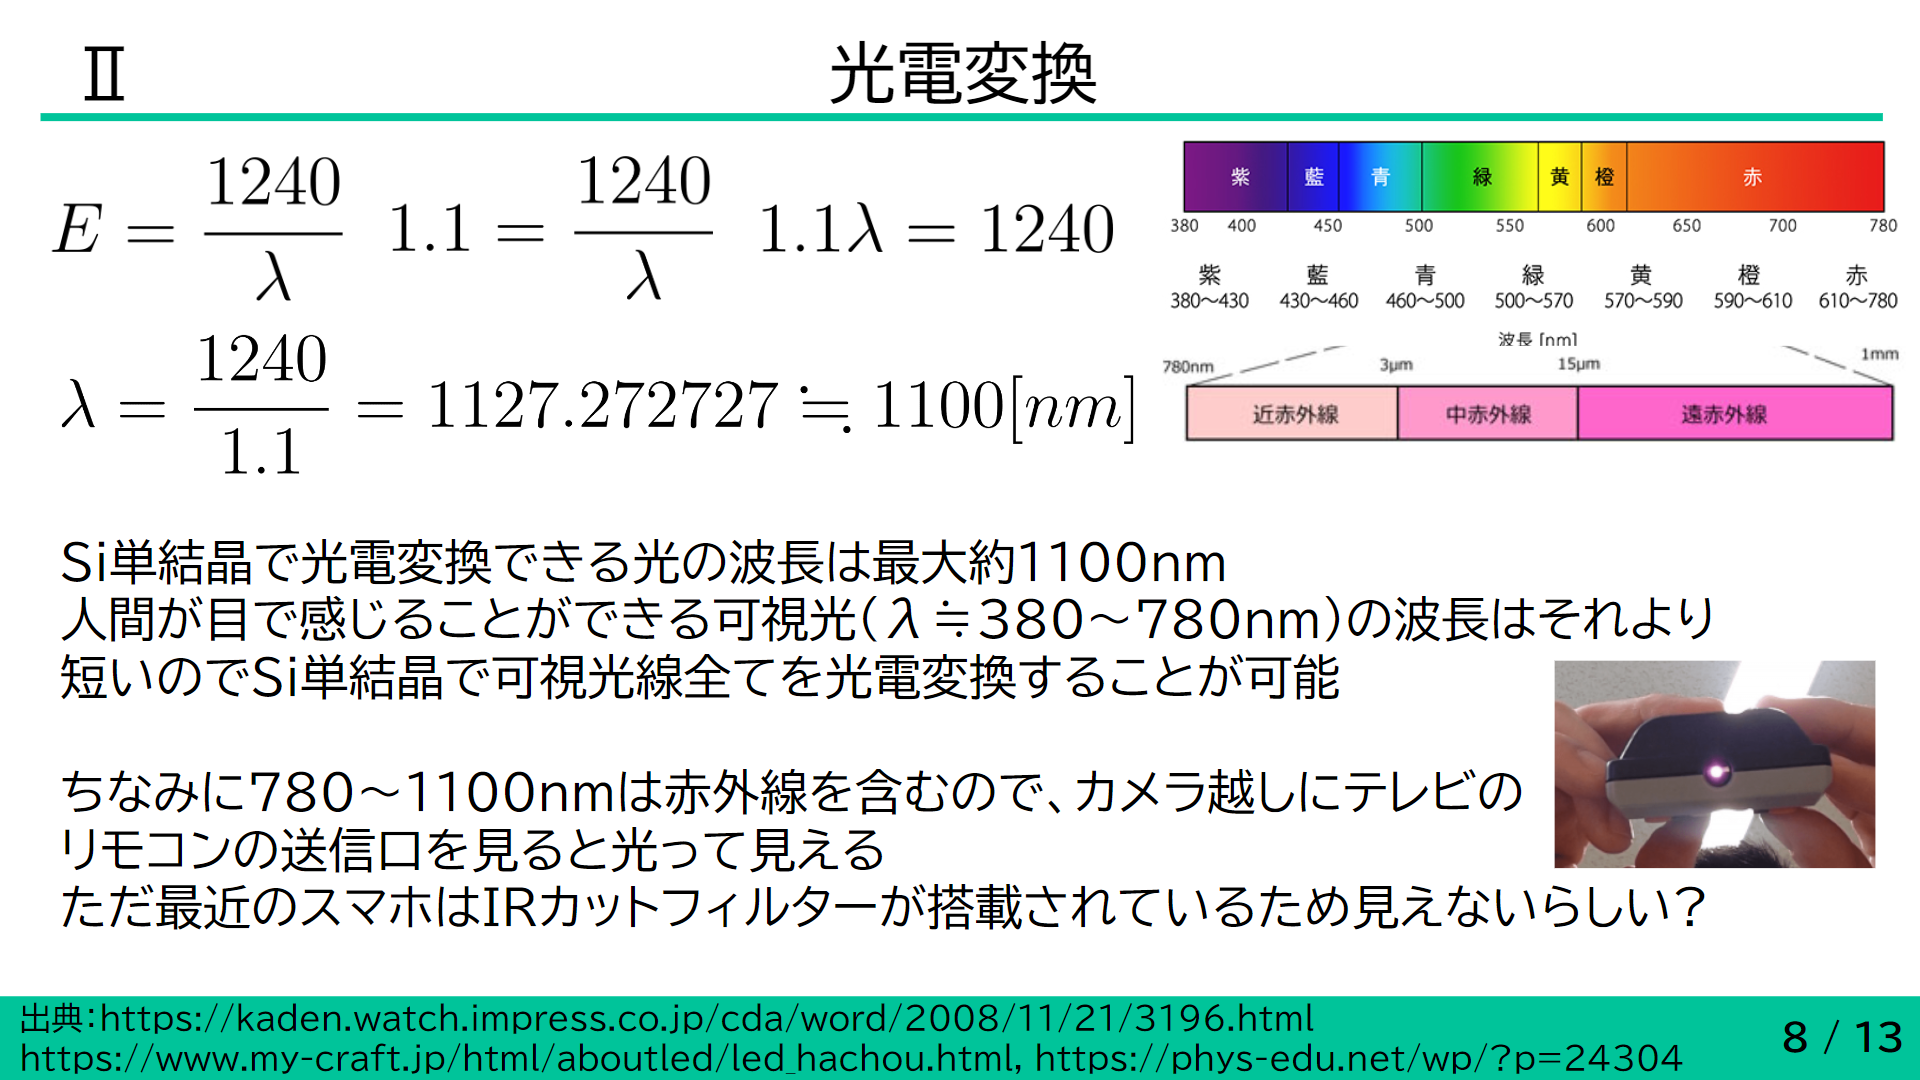 Ⅱ
光電変換
E = 1240/λ  1.1 = 1240/λ  1.1λ = 1240
λ = 1240/1.1 = 1127.272727 ≒ 1100[nm]
紫 藍 青 緑 黄 橙 赤
380 400 450 500 550 600 650 700 780
紫 藍 青 緑 黄 橙 赤
380〜430 430〜460 460〜500 500〜570 570〜590 590〜610 610〜780
波長 [nm]
780nm 3μm 15μm 1mm
近赤外線 中赤外線 遠赤外線
Si単結晶で光電変換できる光の波長は最大約1100nm
人間が目で感じることができる可視光(λ≒380〜780nm)の波長はそれより
短いのでSi単結晶で可視光線全てを光電変換することが可能
ちなみに780〜1100nmは赤外線を含むので、カメラ越しにテレビの
リモコンの送信口を見ると光って見える
ただ最近のスマホはIRカットフィルターが搭載されているため見えないらしい?
出典:https://kaden.watch.impress.co.jp/cda/word/2008/11/21/3196.html
https://www.my-craft.jp/html/aboutled/led_hachou.html, https://phys-edu.net/wp/?p=24304
8 / 13